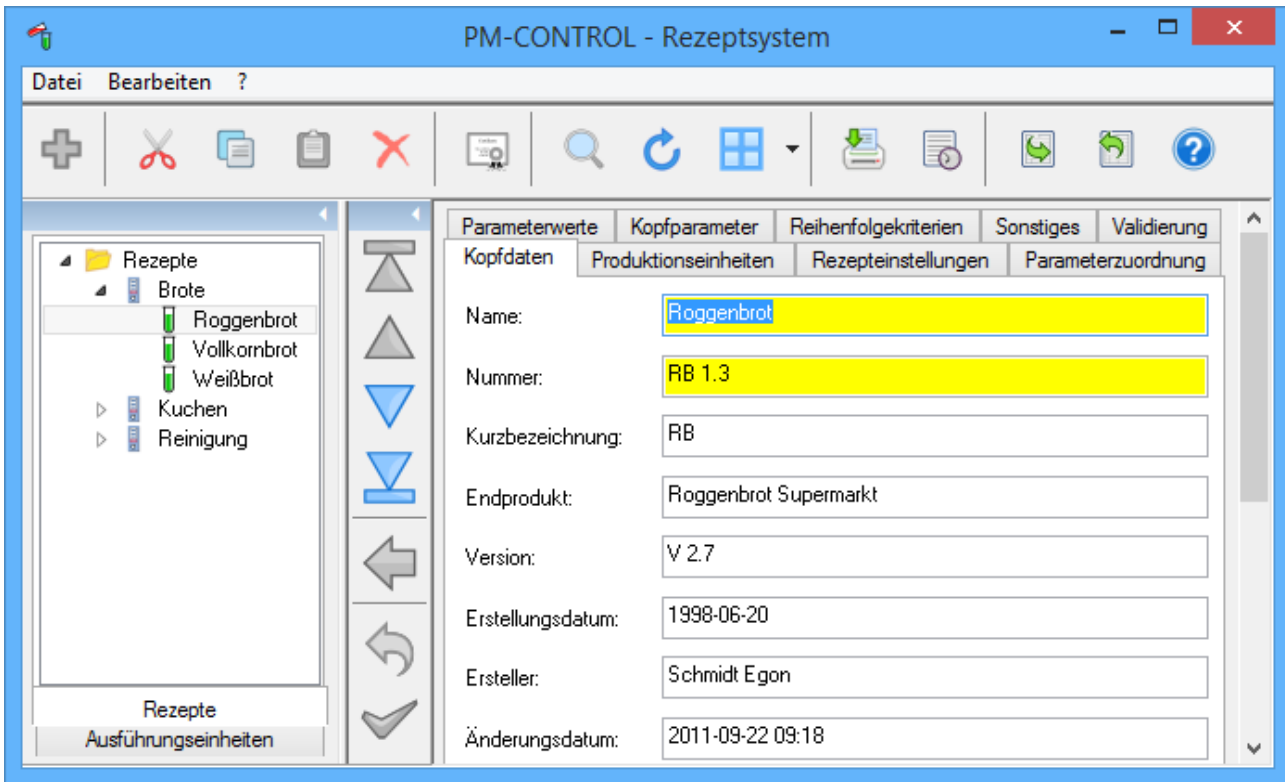 PM-CONTROL - Rezeptsystem
Datei Bearbeiten ?
Rezepte
Brote
Roggenbrot
Vollkornbrot
Weißbrot
Kuchen
Reinigung
Rezepte
Ausführungseinheiten
Parameterwerte Kopfparameter Reihenfolgekriterien Sonstiges Validierung
Kopfdaten Produktionseinheiten Rezepteinstellungen Parameterzuordnung
Name: Roggenbrot
Nummer: RB 1.3
Kurzbezeichnung: RB
Endprodukt: Roggenbrot Supermarkt
Version: V 2.7
Erstellungsdatum: 1998-06-20
Ersteller: Schmidt Egon
Änderungsdatum: 2011-09-22 09:18